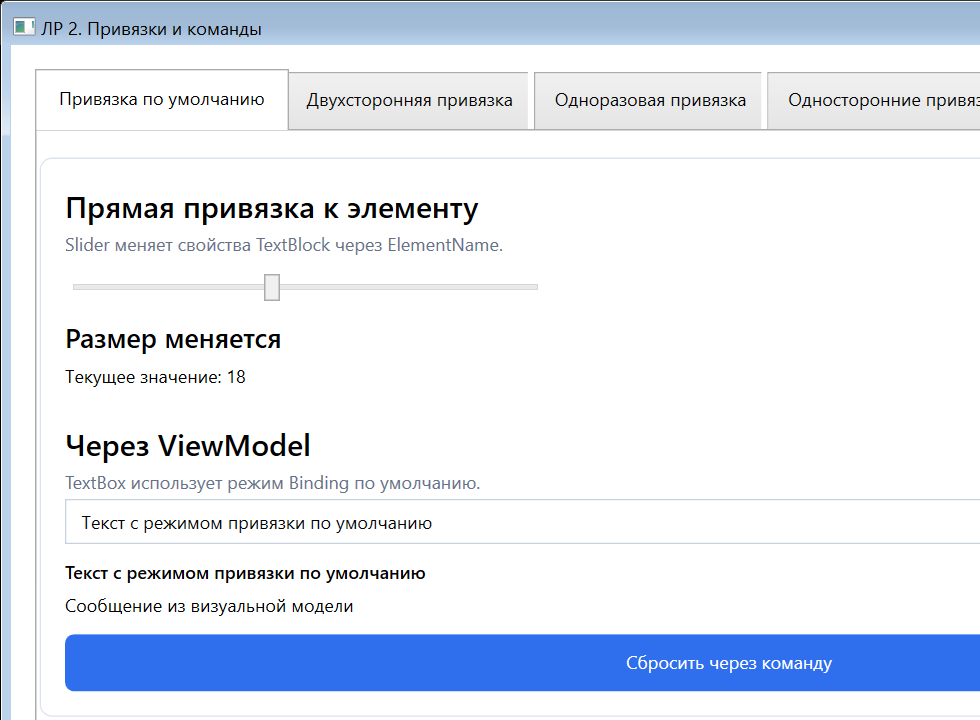 ЛР 2. Привязки и команды
Привязка по умолчанию
Двухсторонняя привязка
Одноразовая привязка
Односторонние
Прямая привязка к элементу
Slider меняет свойства TextBlock через ElementName.
Размер меняется
Текущее значение: 18
Через ViewModel
TextBox использует режим Binding по умолчанию.
Текст с режимом привязки по умолчанию
Текст с режимом привязки по умолчанию
Сообщение из визуальной модели
Сбросить через команду